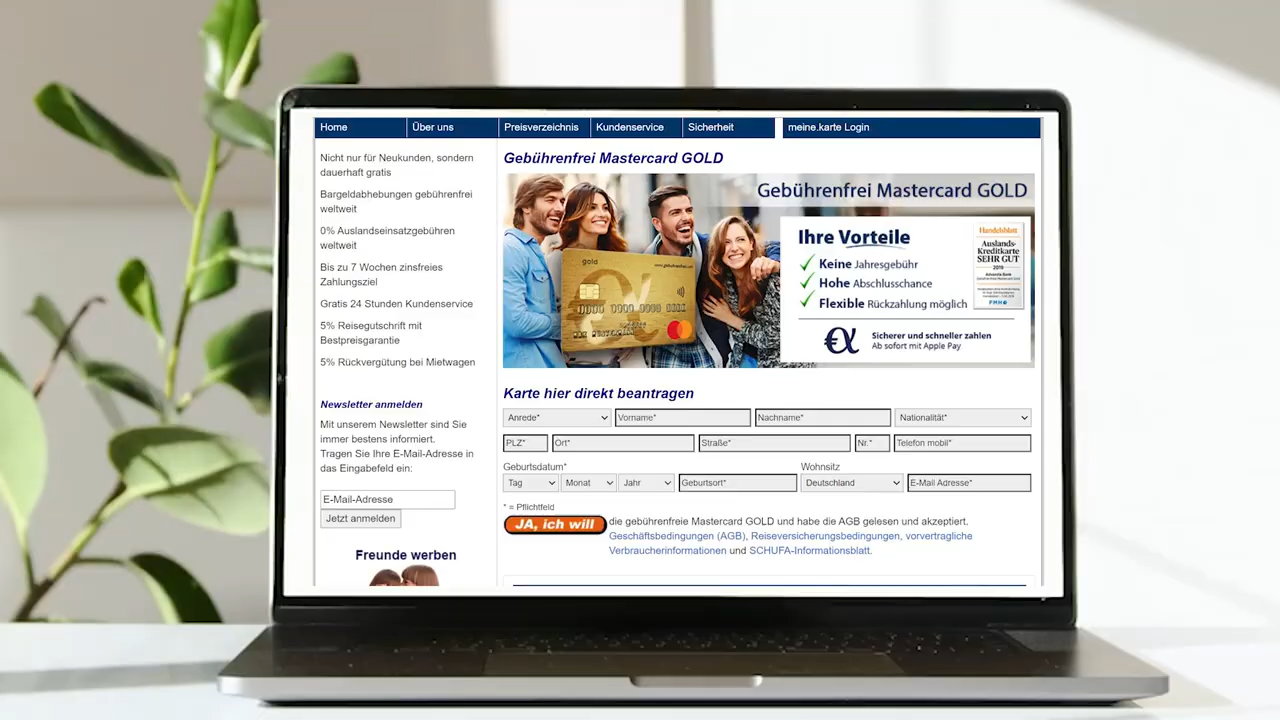 Home
Über uns
Preisverzeichnis
Kundenservice
Sicherheit
meine.karte Login
Nicht nur für Neukunden, sondern
dauerhaft gratis
Bargeldabhebungen gebührenfrei
weltweit
0% Auslandseinsatzgebühren
weltweit
Bis zu 7 Wochen zinsfreies
Zahlungsziel
Gratis 24 Stunden Kundenservice
5% Reisegutschrift mit
Bestpreisgarantie
5% Rückvergütung bei Mietwagen
Newsletter anmelden
Mit unserem Newsletter sind Sie
immer bestens informiert.
Tragen Sie Ihre E-Mail-Adresse in
das Eingabefeld ein:
E-Mail-Adresse
Jetzt anmelden
Freunde werben
Gebührenfrei Mastercard GOLD
Gebührenfrei Mastercard GOLD
gold
Ihre Vorteile
Keine Jahresgebühr
Hohe Abschlusschance
Flexible Rückzahlung möglich
Handelsblatt
Auslands-
Kreditkarte
SEHR GUT
2019
FMH
€α
Sicherer und schneller zahlen
Ab sofort mit Apple Pay
Karte hier direkt beantragen
Anrede* Vorname* Nachname* Nationalität*
PLZ* Ort* Straße* Nr.* Telefon mobil*
Geburtsdatum* Wohnsitz
Tag Monat Jahr Geburtsort* Deutschland E-Mail Adresse*
* = Pflichtfeld
JA, ich will die gebührenfreie Mastercard GOLD und habe die AGB gelesen und akzeptiert.
Geschäftsbedingungen (AGB), Reiseversicherungsbedingungen, vorvertragliche
Verbraucherinformationen und SCHUFA-Informationsblatt.